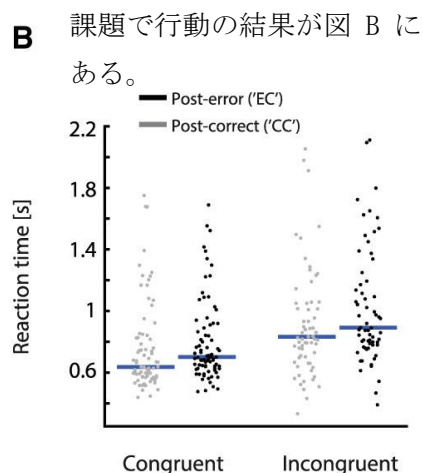 B
課題で行動の結果が図 B に
ある。
Post-error ('EC')
Post-correct ('CC')
Reaction time [s]
2.2
1.8
1.4
1
0.6
Congruent
Incongruent